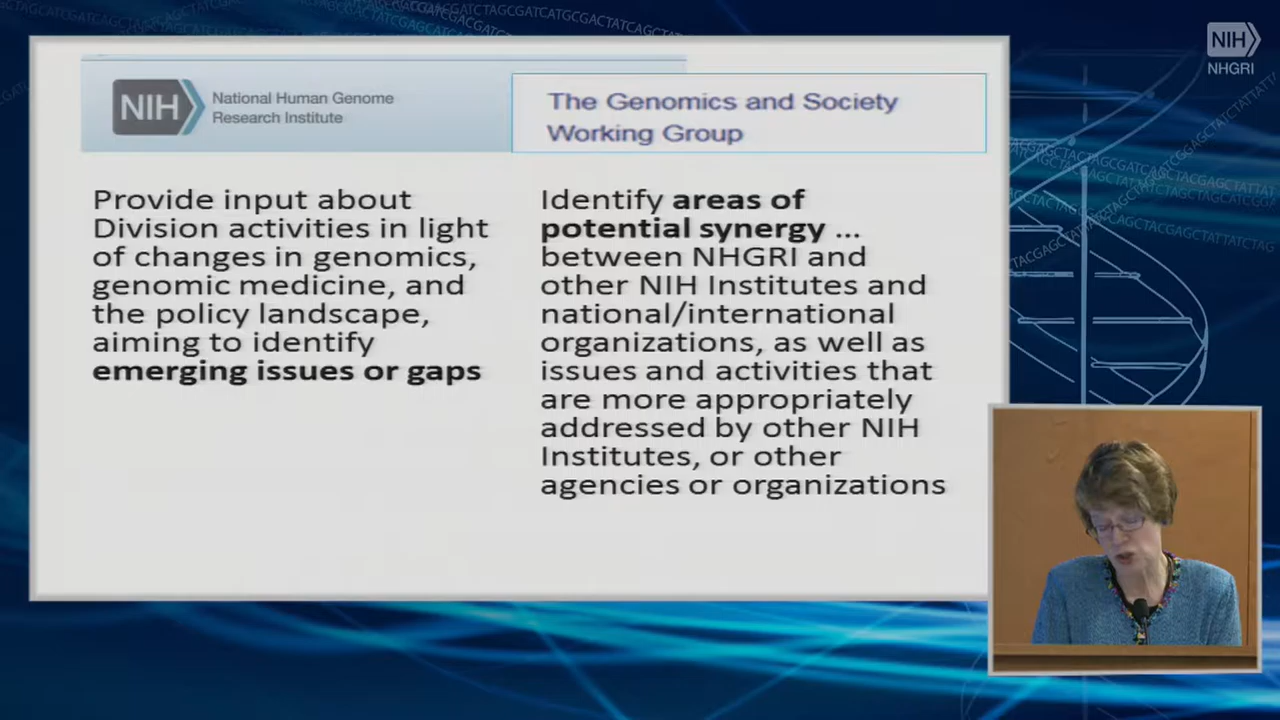 NIH
NHGRI
NIH
National Human Genome
Research Institute
The Genomics and Society
Working Group
Provide input about
Division activities in light
of changes in genomics,
genomic medicine, and
the policy landscape,
aiming to identify
emerging issues or gaps
Identify areas of
potential synergy ...
between NHGRI and
other NIH Institutes and
national/international
organizations, as well as
issues and activities that
are more appropriately
addressed by other NIH
Institutes, or other
agencies or organizations